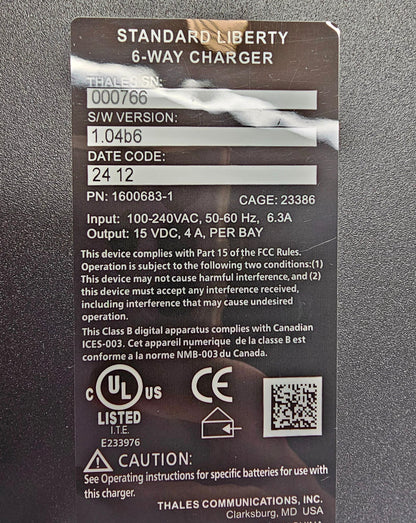 STANDARD LIBERTY
6-WAY CHARGER
THALES SN:
000766
S/W VERSION:
1.04b6
DATE CODE:
24 12
PN: 1600683-1 CAGE: 23386
Input: 100-240VAC, 50-60 Hz, 6.3A
Output: 15 VDC, 4 A, PER BAY
This device complies with Part 15 of the FCC Rules.
Operation is subject to the following two conditions:(1)
This device may not cause harmful interference, and (2)
this device must accept any interference received,
including interference that may cause undesired
operation.
This Class B digital apparatus complies with Canadian
ICES-003. Cet appareil numerique de la classe B est
conforme a la norme NMB-003 du Canada.
C UL US
CE
LISTED
I.T.E.
E233976
CAUTION:
See Operating instructions for specific batteries for use with
this charger.
THALES COMMUNICATIONS, INC.
Clarksburg, MD USA